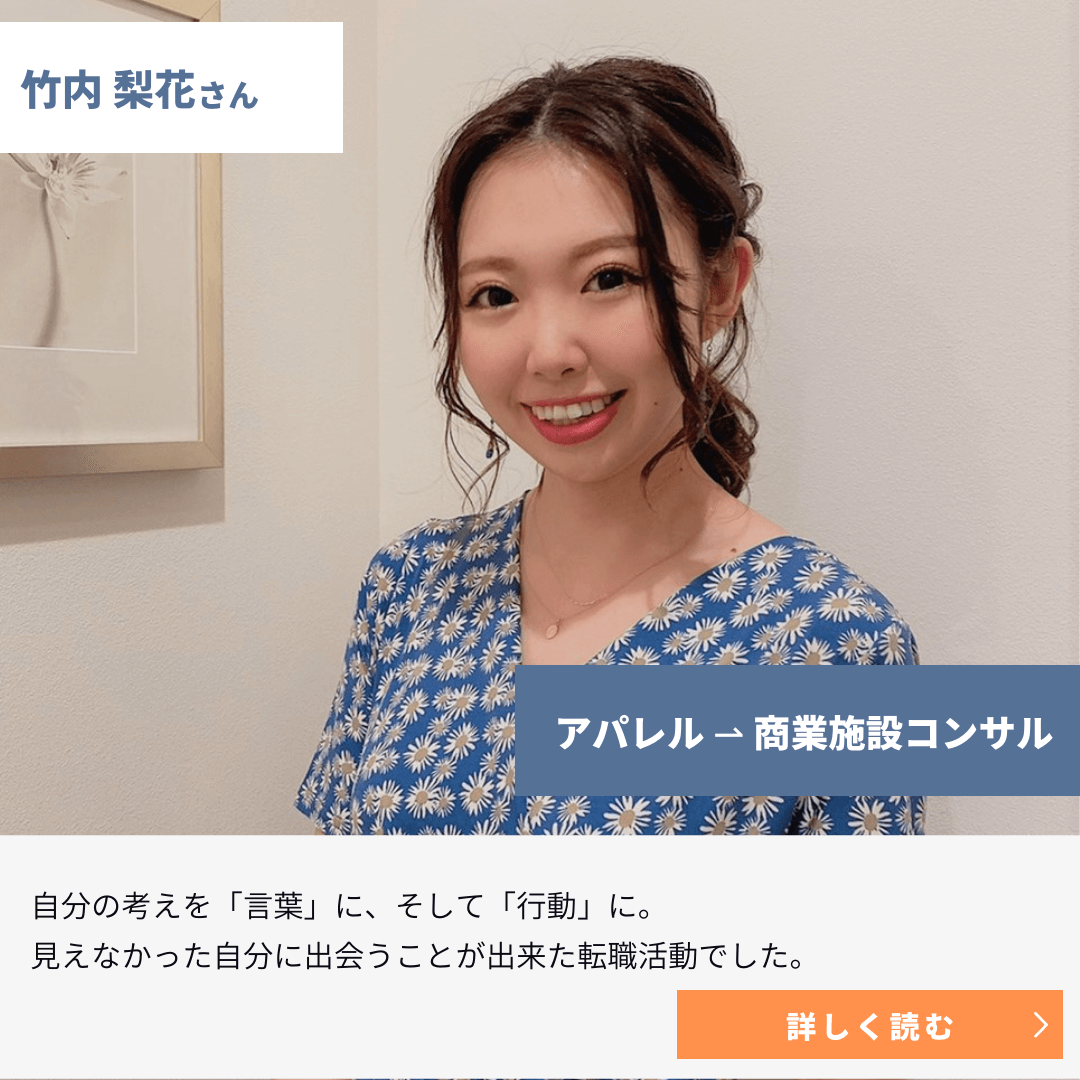 竹内 梨花さん
アパレル ⇀ 商業施設コンサル
自分の考えを「言葉」に、そして「行動」に。
見えなかった自分に出会うことが出来た転職活動でした。
詳しく読む